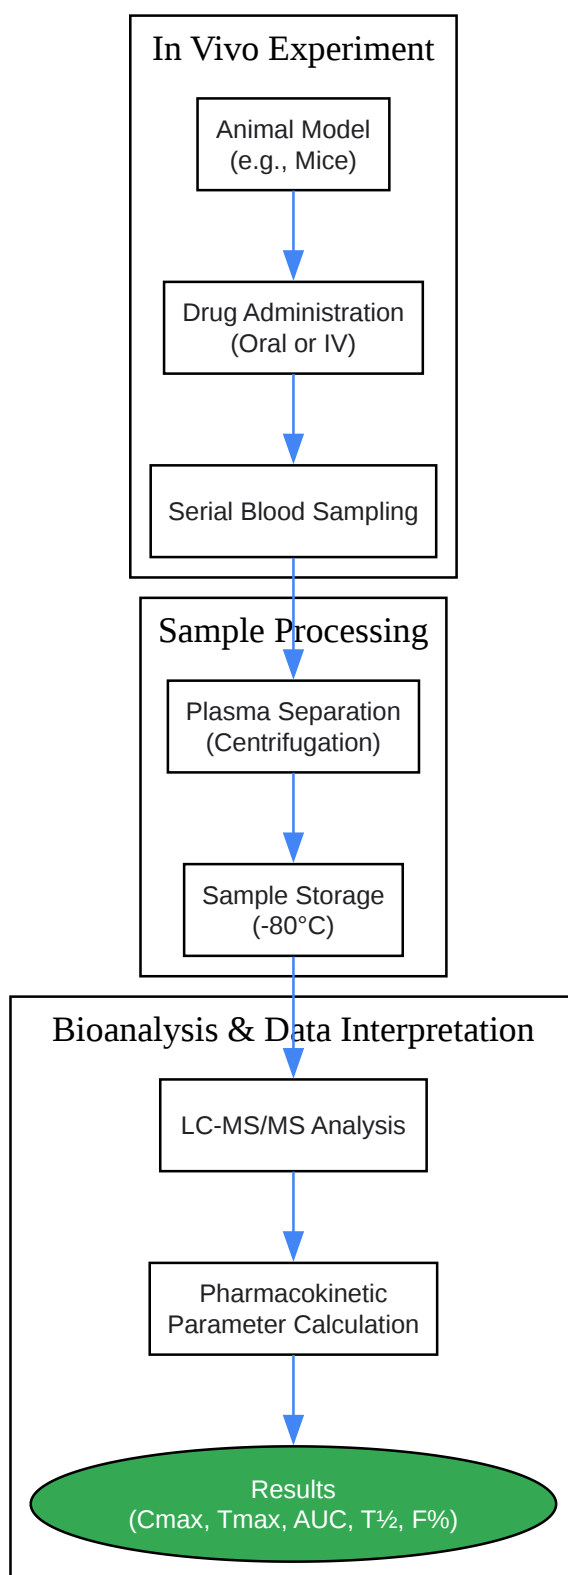 In Vivo Experiment
Animal Model
(e.g., Mice)
Drug Administration
(Oral or IV)
Serial Blood Sampling
Sample Processing
Plasma Separation
(Centrifugation)
Sample Storage
(-80°C)
Bioanalysis & Data Interpretation
LC-MS/MS Analysis
Pharmacokinetic
Parameter Calculation
Results
(Cmax, Tmax, AUC, T½, F%)